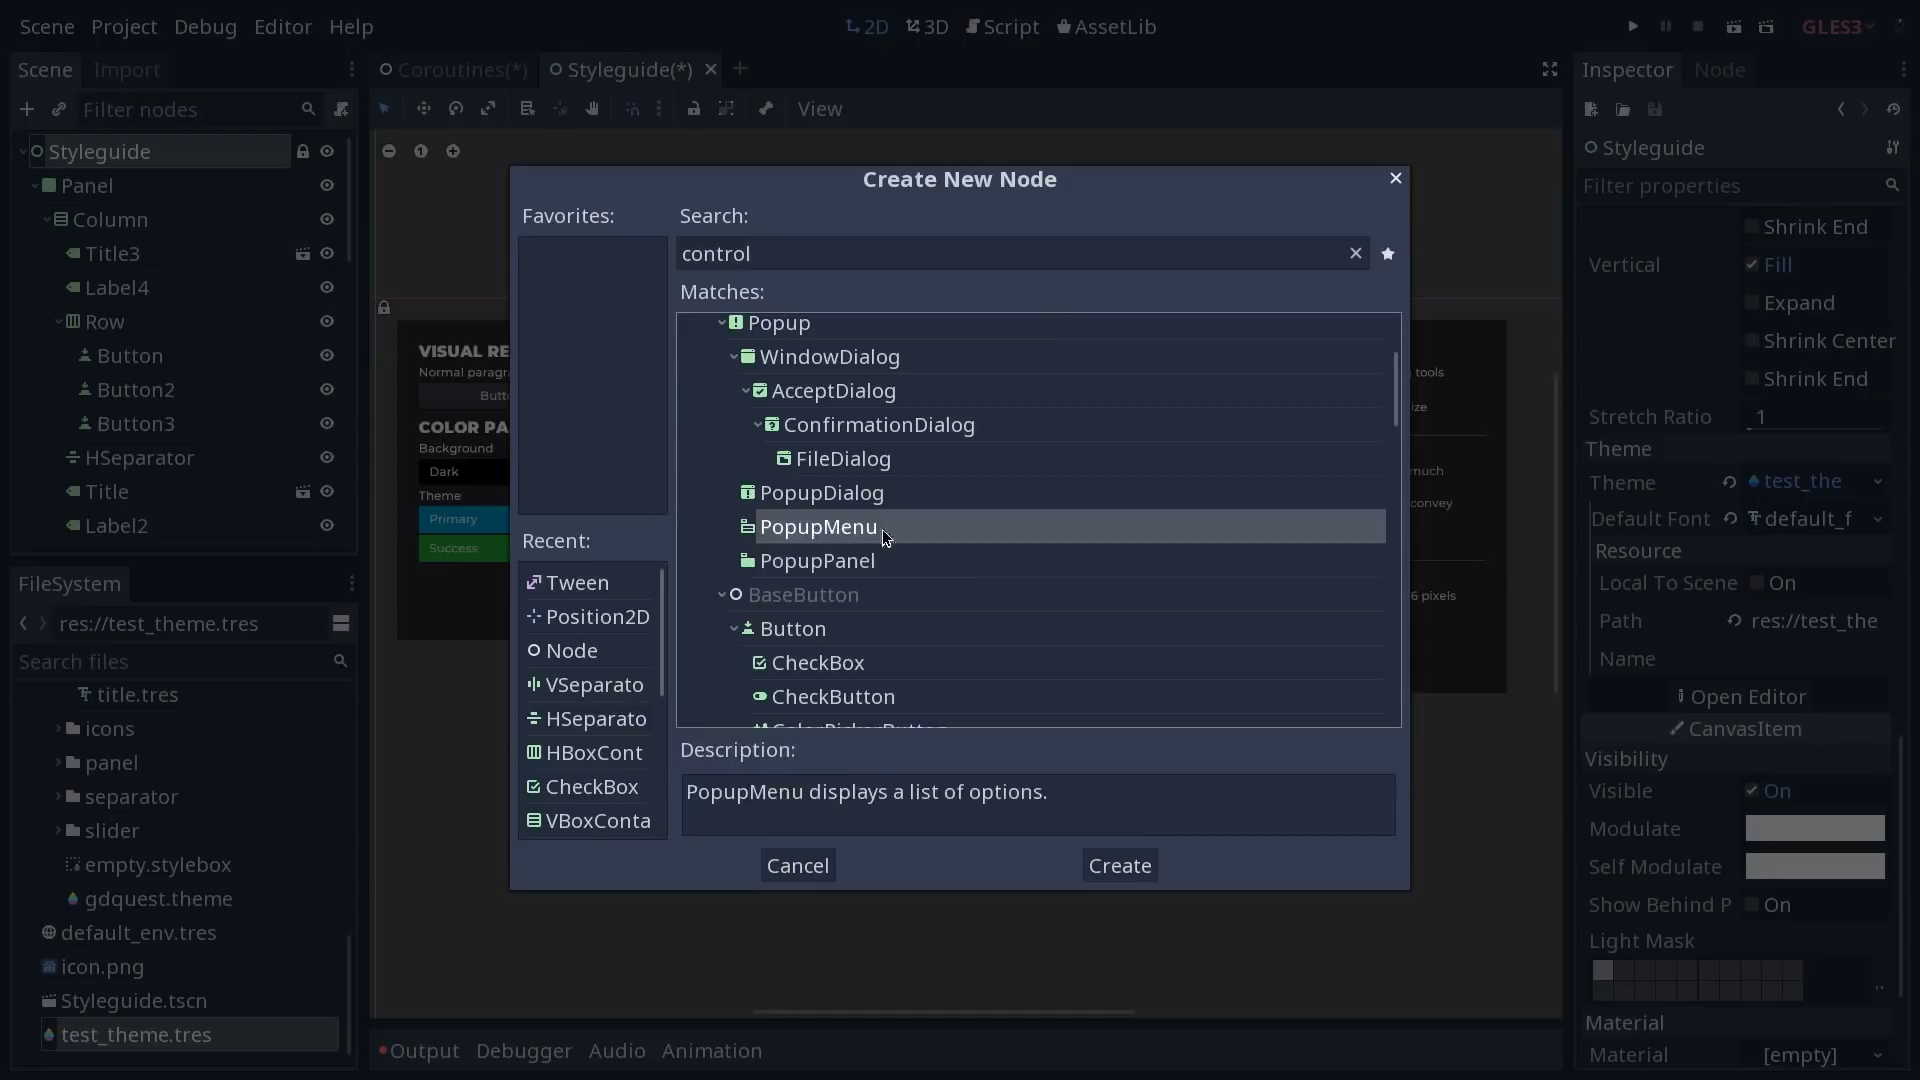 Scene Project Debug Editor Help
2D 3D Script AssetLib
GLES3
Scene Import
Filter nodes
Styleguide
Panel
Column
Title3
Label4
Row
Button
Button2
Button3
HSeparator
Title
Label2
FileSystem
res://test_theme.tres
Search files
title.tres
icons
panel
separator
slider
empty.stylebox
gdquest.theme
default_env.tres
icon.png
Styleguide.tscn
test_theme.tres
Coroutines(*) Styleguide(*)
View
VISUAL RE
Normal paragra
Butto
COLOR PA
Background
Dark
Theme
Primary
Success
Create New Node
Favorites:
Recent:
Tween
Position2D
Node
VSeparato
HSeparato
HBoxCont
CheckBox
VBoxConta
Search:
control
Matches:
Popup
WindowDialog
AcceptDialog
ConfirmationDialog
FileDialog
PopupDialog
PopupMenu
PopupPanel
BaseButton
Button
CheckBox
CheckButton
ColorPickerButton
Description:
PopupMenu displays a list of options.
Cancel Create
tools
ize
much
convey
6 pixels
Output Debugger Audio Animation
Inspector Node
Styleguide
Filter properties
Shrink End
Vertical Fill
Expand
Shrink Center
Shrink End
Stretch Ratio 1
Theme
Theme test_the
Default Font default_f
Resource
Local To Scene On
Path res://test_the
Name
Open Editor
CanvasItem
Visibility
Visible On
Modulate
Self Modulate
Show Behind P On
Light Mask
..
Material
Material [empty]